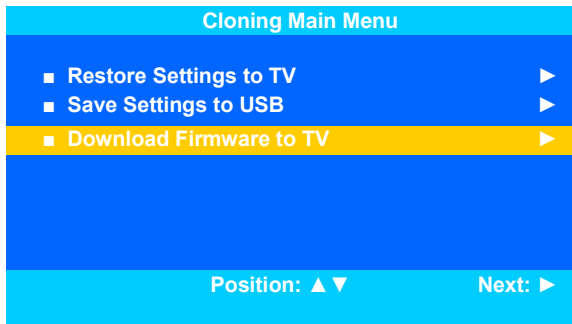 Cloning Main Menu
■ Restore Settings to TV ►
■ Save Settings to USB ►
■ Download Firmware to TV ►
Position: ▲▼ Next: ►